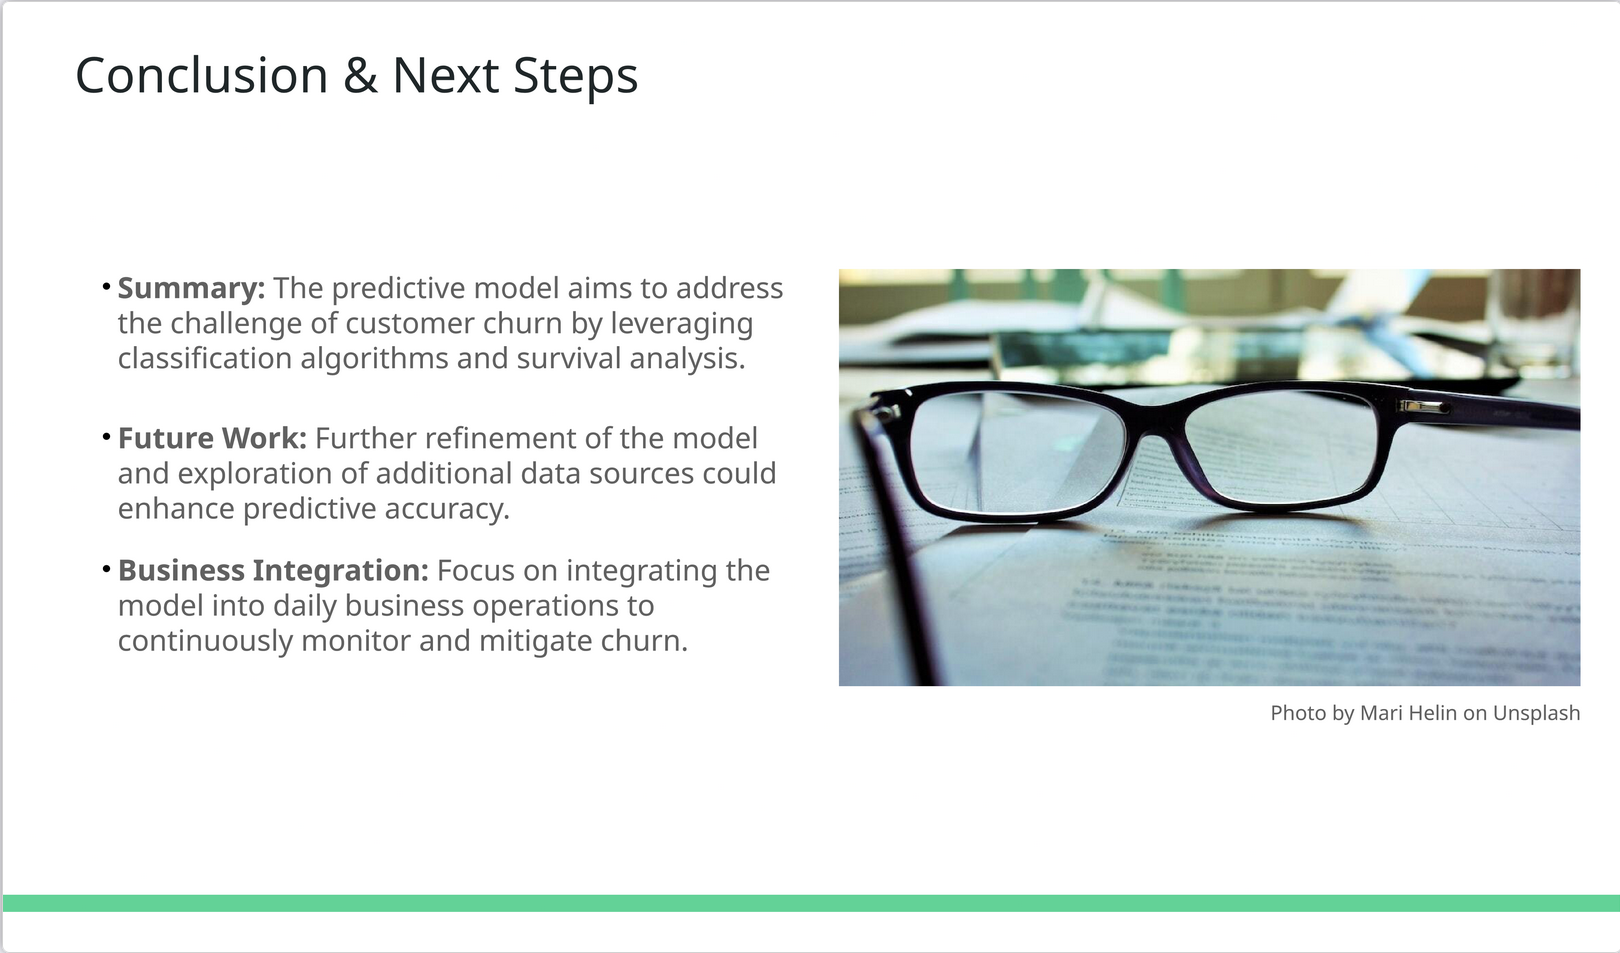 Conclusion & Next Steps
• Summary: The predictive model aims to address
the challenge of customer churn by leveraging
classification algorithms and survival analysis.
• Future Work: Further refinement of the model
and exploration of additional data sources could
enhance predictive accuracy.
• Business Integration: Focus on integrating the
model into daily business operations to
continuously monitor and mitigate churn.
Photo by Mari Helin on Unsplash